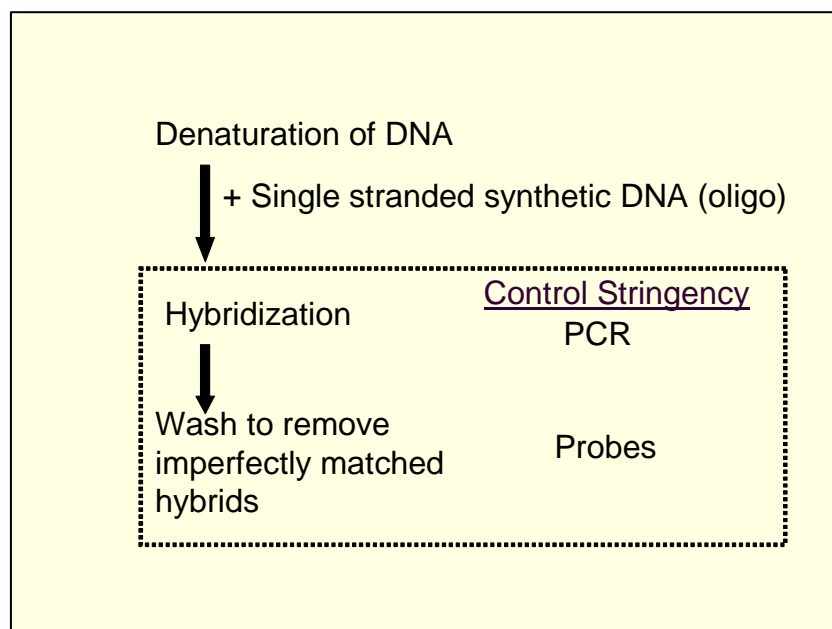 Denaturation of DNA
+ Single stranded synthetic DNA (oligo)
Hybridization
Control Stringency
PCR
Wash to remove
imperfectly matched
hybrids
Probes